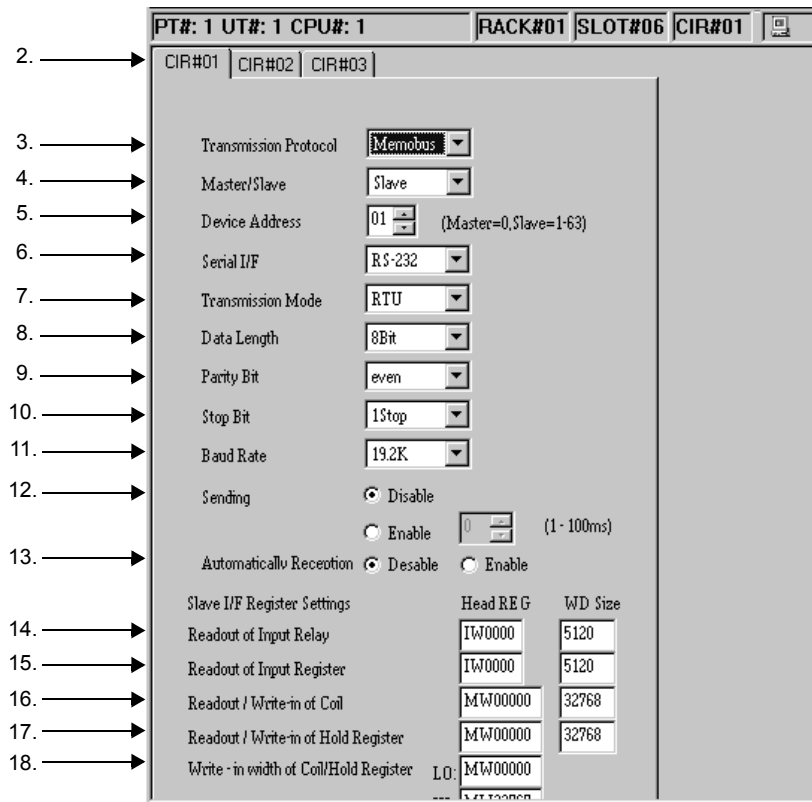 PT#: 1 UT#: 1 CPU#: 1 RACK#01 SLOT#06 CIR#01
2. CIR#01 CIR#02 CIR#03
3. Transmission Protocol Memobus
4. Master/Slave Slave
5. Device Address 01 (Master=0,Slave=1-63)
6. Serial I/F RS-232
7. Transmission Mode RTU
8. Data Length 8Bit
9. Parity Bit even
10. Stop Bit 1Stop
11. Baud Rate 19.2K
12. Sending Disable
Enable 0 (1 - 100ms)
13. Automatically Reception Desable Enable
Slave I/F Register Settings Head REG WD Size
14. Readout of Input Relay IW0000 5120
15. Readout of Input Register IW0000 5120
16. Readout / Write-in of Coil MW00000 32768
17. Readout / Write-in of Hold Register MW00000 32768
18. Write - in width of Coil/Hold Register LO: MW00000